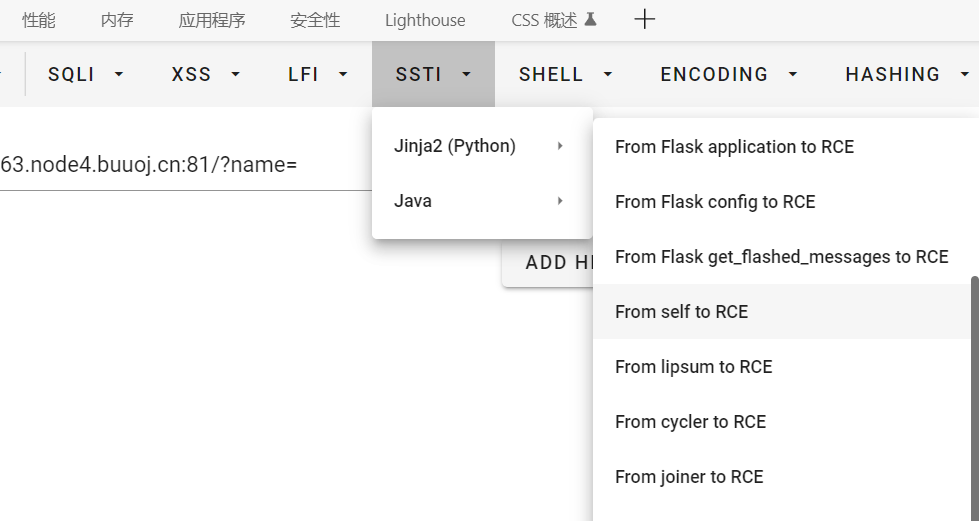 性能 内存 应用程序 安全性 Lighthouse CSS 概述
SQLI XSS LFI SSTI SHELL ENCODING HASHING
63.node4.buuoj.cn:81/?name=
Jinja2 (Python)
Java
From Flask application to RCE
From Flask config to RCE
From Flask get_flashed_messages to RCE
From self to RCE
From lipsum to RCE
From cycler to RCE
From joiner to RCE
ADD